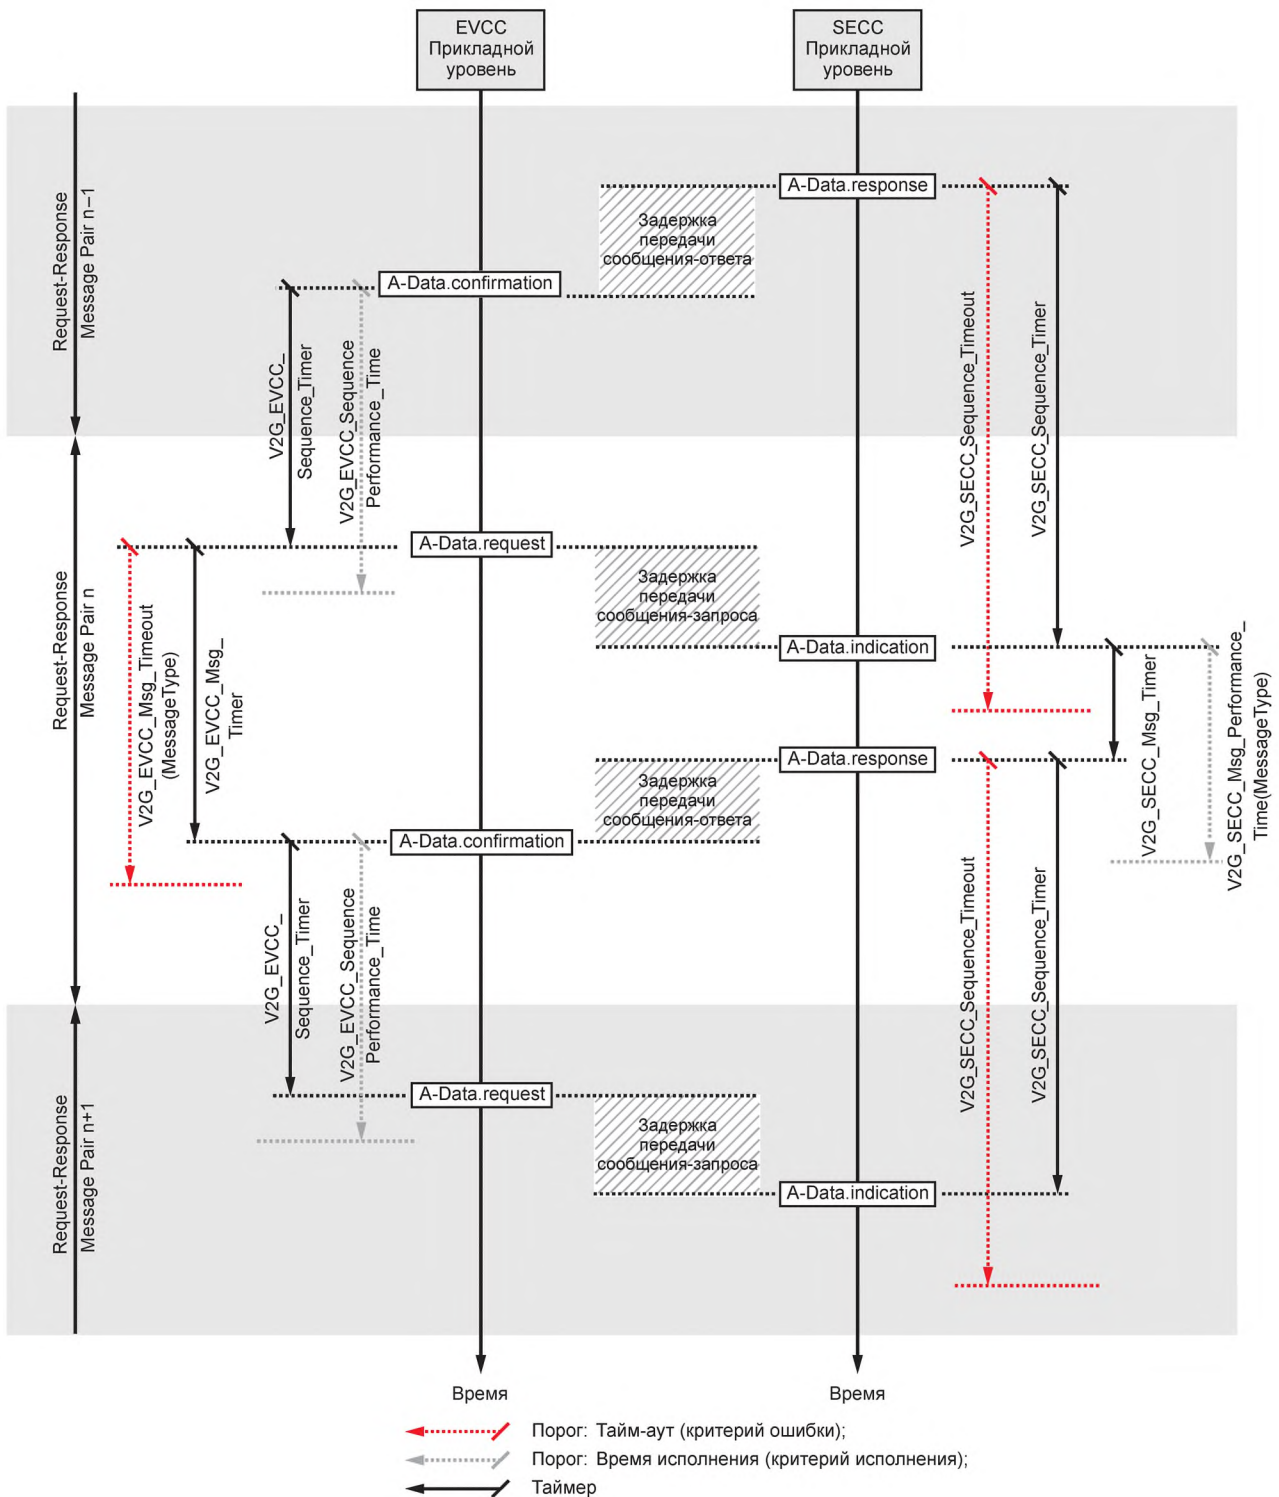 EVCC
Прикладной
уровень
SECC
Прикладной
уровень
Request-Response
Message Pair n–1
A-Data.response
Задержка
передачи
сообщения-ответа
A-Data.confirmation
V2G_EVCC_
Sequence_Timer
V2G_EVCC_Sequence
Performance_Time
V2G_SECC_Sequence_Timeout
V2G_SECC_Sequence_Timer
Request-Response
Message Pair n
A-Data.request
Задержка
передачи
сообщения-запроса
A-Data.indication
V2G_EVCC_Msg_Timeout
(MessageType)
V2G_EVCC_Msg_
Timer
V2G_SECC_Msg_Timer
V2G_SECC_Msg_Performance_
Time(MessageType)
A-Data.response
Задержка
передачи
сообщения-ответа
A-Data.confirmation
V2G_EVCC_
Sequence_Timer
V2G_EVCC_Sequence
Performance_Time
V2G_SECC_Sequence_Timeout
V2G_SECC_Sequence_Timer
Request-Response
Message Pair n+1
A-Data.request
Задержка
передачи
сообщения-запроса
A-Data.indication
Время
Время
Порог: Тайм-аут (критерий ошибки);
Порог: Время исполнения (критерий исполнения);
Таймер